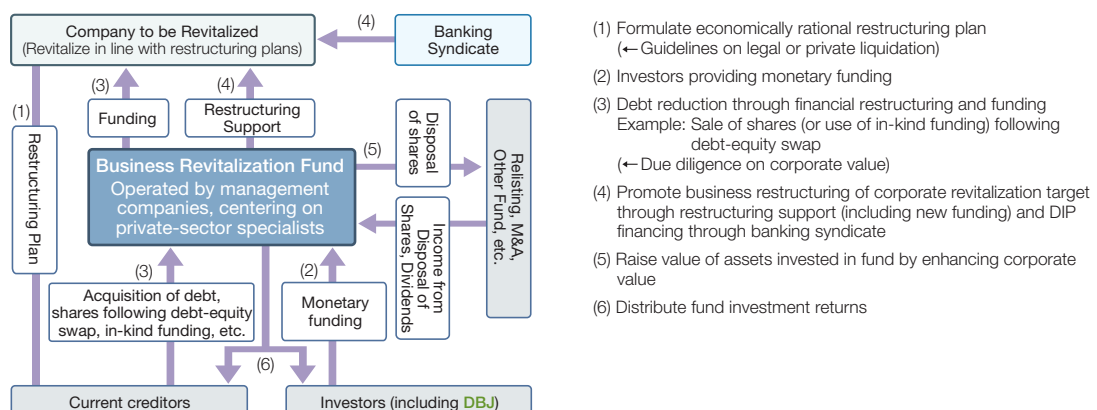 Company to be Revitalized
(Revitalize in line with restructuring plans)
(4)
Banking
Syndicate
(3)
(4)
(1)
Funding
Restructuring
Support
Disposal
of shares
Relisting, M&A,
Other Fund, etc.
Restructuring Plan
Business Revitalization Fund
Operated by management
companies, centering on
private-sector specialists
(5)
Income from
Disposal of
Shares, Dividends
(3)
(2)
Acquisition of debt,
shares following debt-equity
swap, in-kind funding, etc.
Monetary
funding
(6)
Current creditors
Investors (including DBJ)
(1) Formulate economically rational restructuring plan
(←Guidelines on legal or private liquidation)
(2) Investors providing monetary funding
(3) Debt reduction through financial restructuring and funding
Example: Sale of shares (or use of in-kind funding) following
debt-equity swap
(←Due diligence on corporate value)
(4) Promote business restructuring of corporate revitalization target
through restructuring support (including new funding) and DIP
financing through banking syndicate
(5) Raise value of assets invested in fund by enhancing corporate
value
(6) Distribute fund investment returns